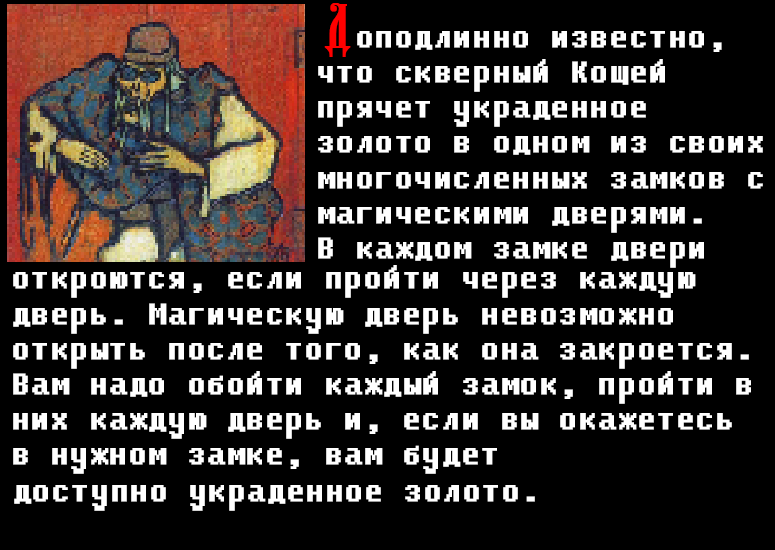 Доподлинно известно,
что скверный Кощей
прячет украденное
золото в одном из своих
многочисленных замков с
магическими дверями.
В каждом замке двери
откроются, если пройти через каждую
дверь. Магическую дверь невозможно
открыть после того, как она закроется.
Вам надо обойти каждый замок, пройти в
них каждую дверь и, если вы окажетесь
в нужном замке, вам будет
доступно украденное золото.